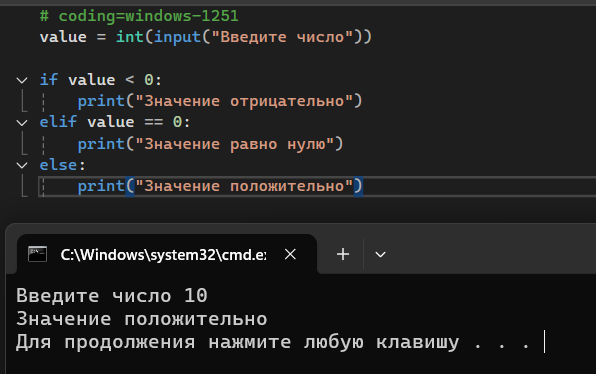 # coding=windows-1251
value = int(input("Введите число"))
if value < 0:
print("Значение отрицательно")
elif value == 0:
print("Значение равно нулю")
else:
print("Значение положительно")
C:\Windows\system32\cmd.e›
Введите число 10
Значение положительно
Для продолжения нажмите любую клавишу . . .